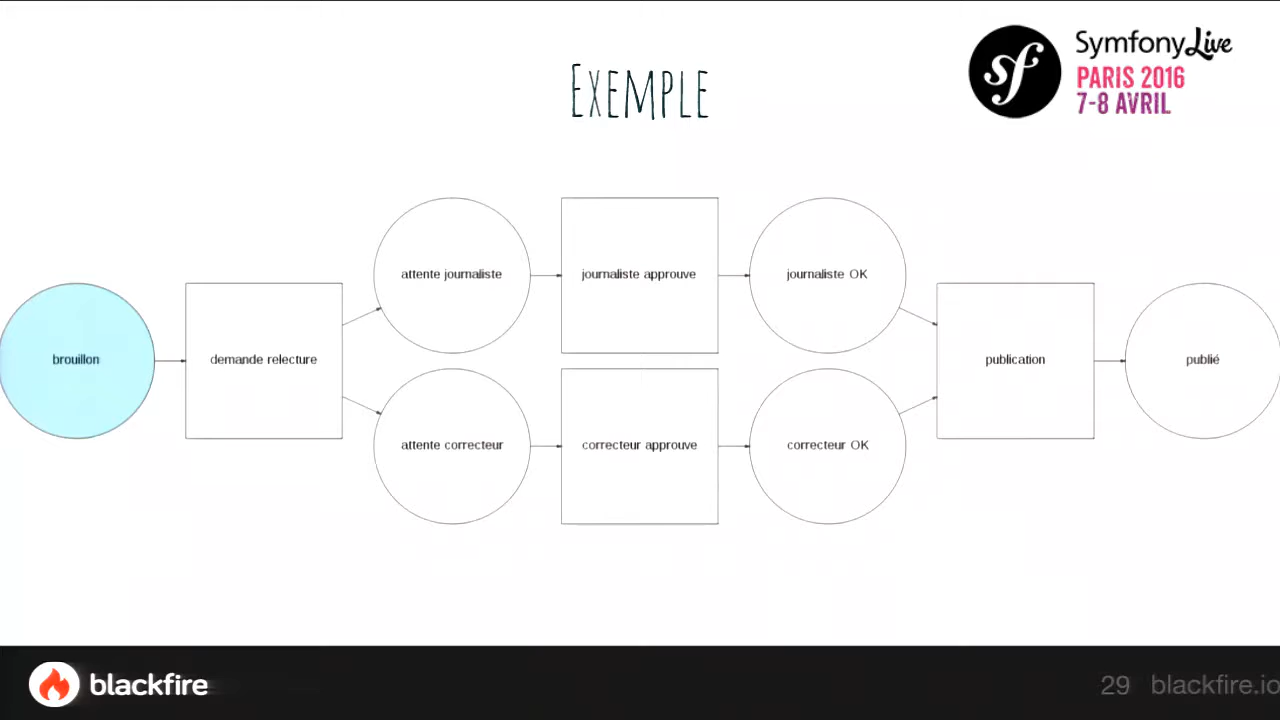 Symfony Live
PARIS 2016
7-8 AVRIL
EXEMPLE
brouillon
demande relecture
attente journaliste
journaliste approuve
journaliste OK
attente correcteur
correcteur approuve
correcteur OK
publication
publié
blackfire
29 blackfire.io